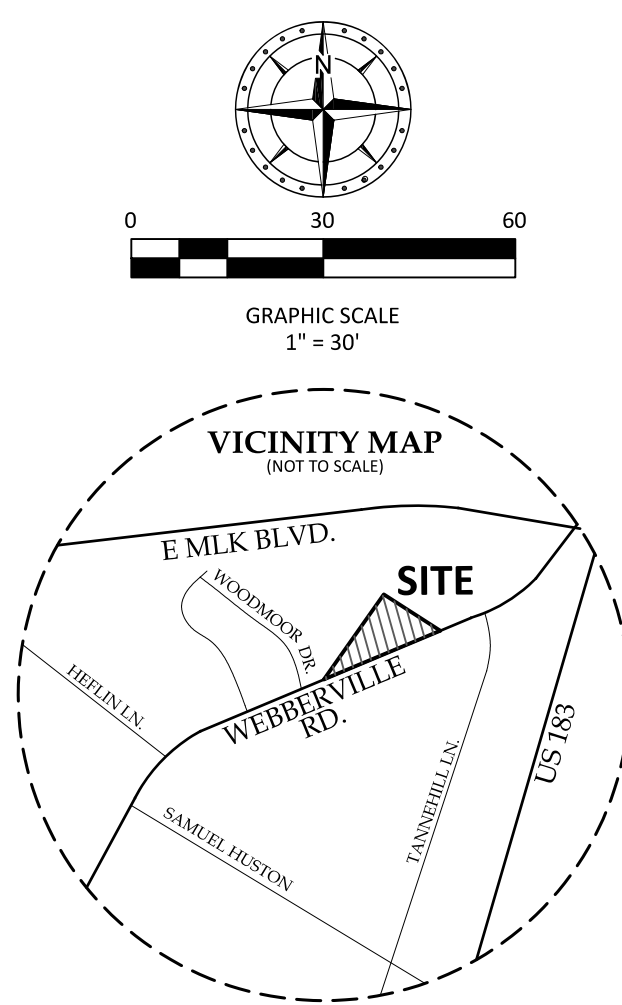 N
0 30 60
GRAPHIC SCALE
1" = 30'
VICINITY MAP
(NOT TO SCALE)
E MLK BLVD.
SITE
WOODMOOR DR.
HEFLIN LN.
WEBBERVILLE
RD.
US 183
TANNEHILL LN.
SAMUEL HUSTON